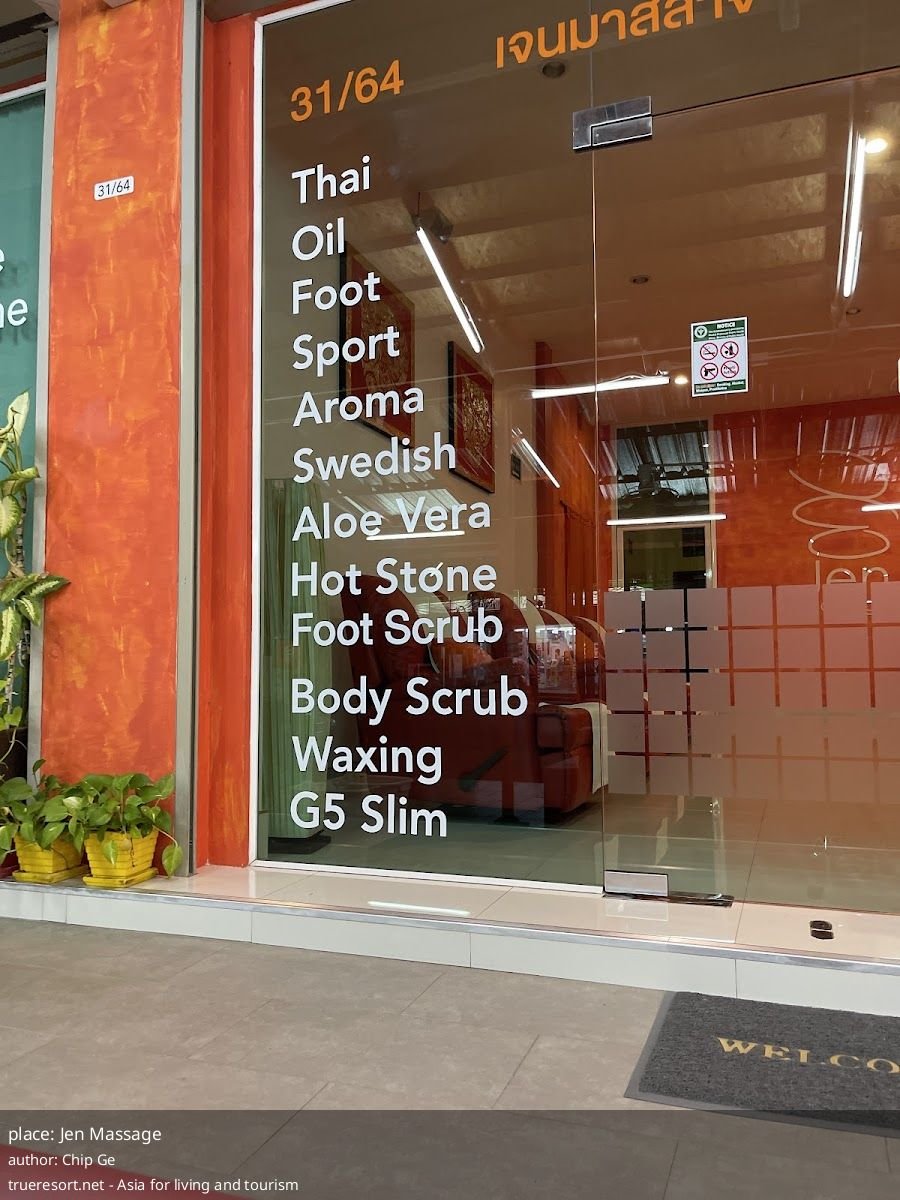 เจนมาสสาจ
31/64
31/64
Thai
Oil
Foot
Sport
Aroma
Swedish
Aloe Vera
Hot Stone
Foot Scrub
Body Scrub
Waxing
G5 Slim
NOTICE
WELCO
place: Jen Massage
author: Chip Ge
trueresort.net - Asia for living and tourism